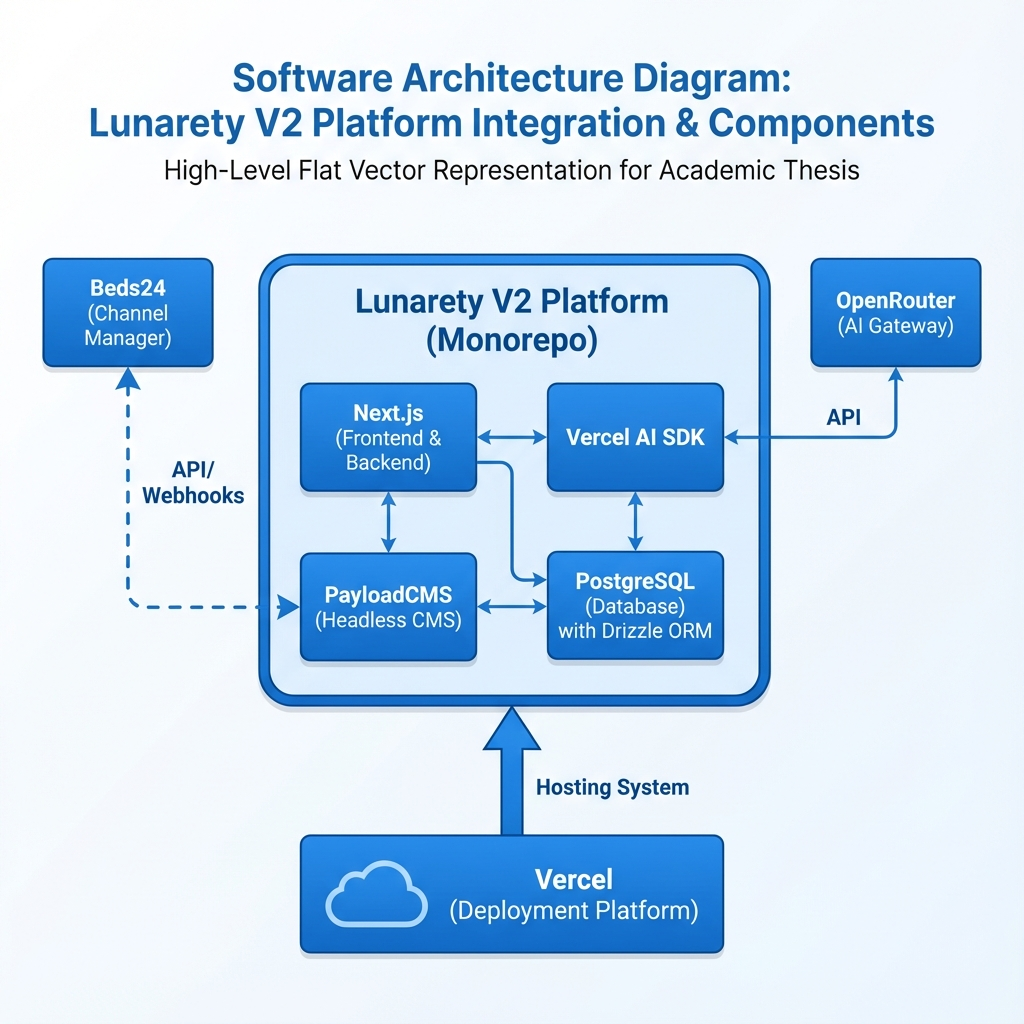 Software Architecture Diagram:
Lunarety V2 Platform Integration & Components
High-Level Flat Vector Representation for Academic Thesis
Beds24
(Channel
Manager)
Lunarety V2 Platform
(Monorepo)
OpenRouter
(AI Gateway)
Next.js
(Frontend &
Backend)
Vercel AI SDK
API
API/
Webhooks
PayloadCMS
(Headless CMS)
PostgreSQL
(Database)
with Drizzle ORM
Hosting System
Vercel
(Deployment Platform)